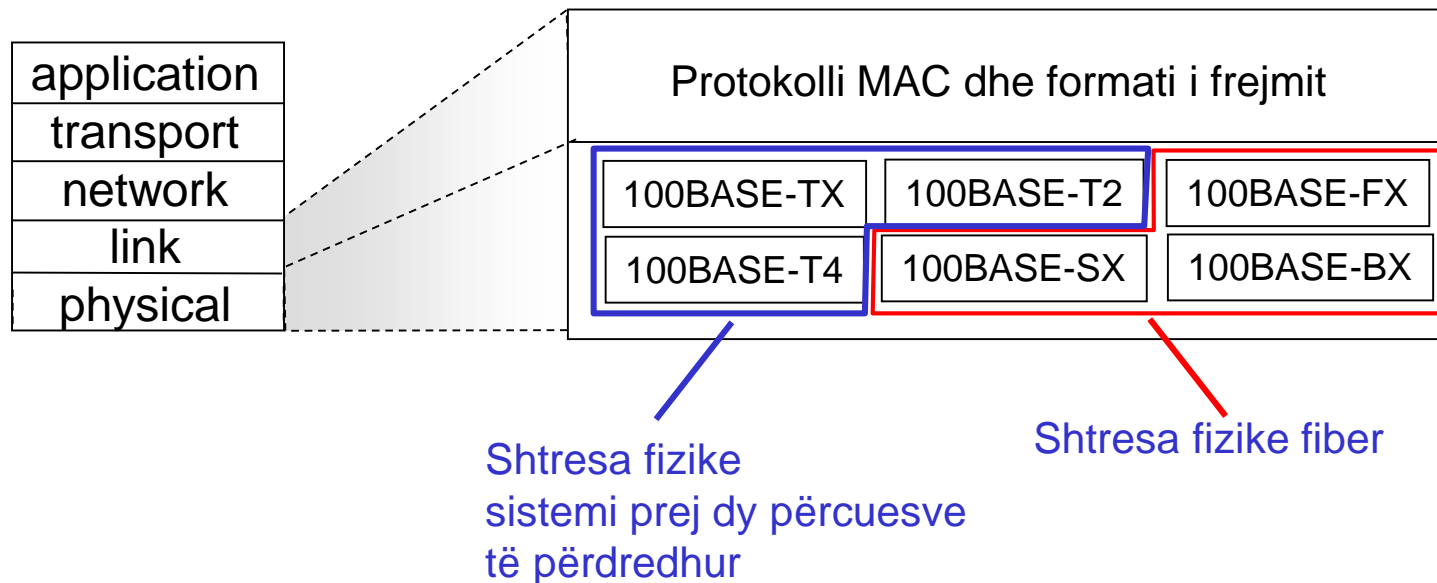 application
transport
network
link
physical
Protokolli MAC dhe formati i frejmit
100BASE-TX
100BASE-T2
100BASE-FX
100BASE-T4
100BASE-SX
100BASE-BX
Shtresa fizike
sistemi prej dy përcuesve
të përdredhur
Shtresa fizike fiber